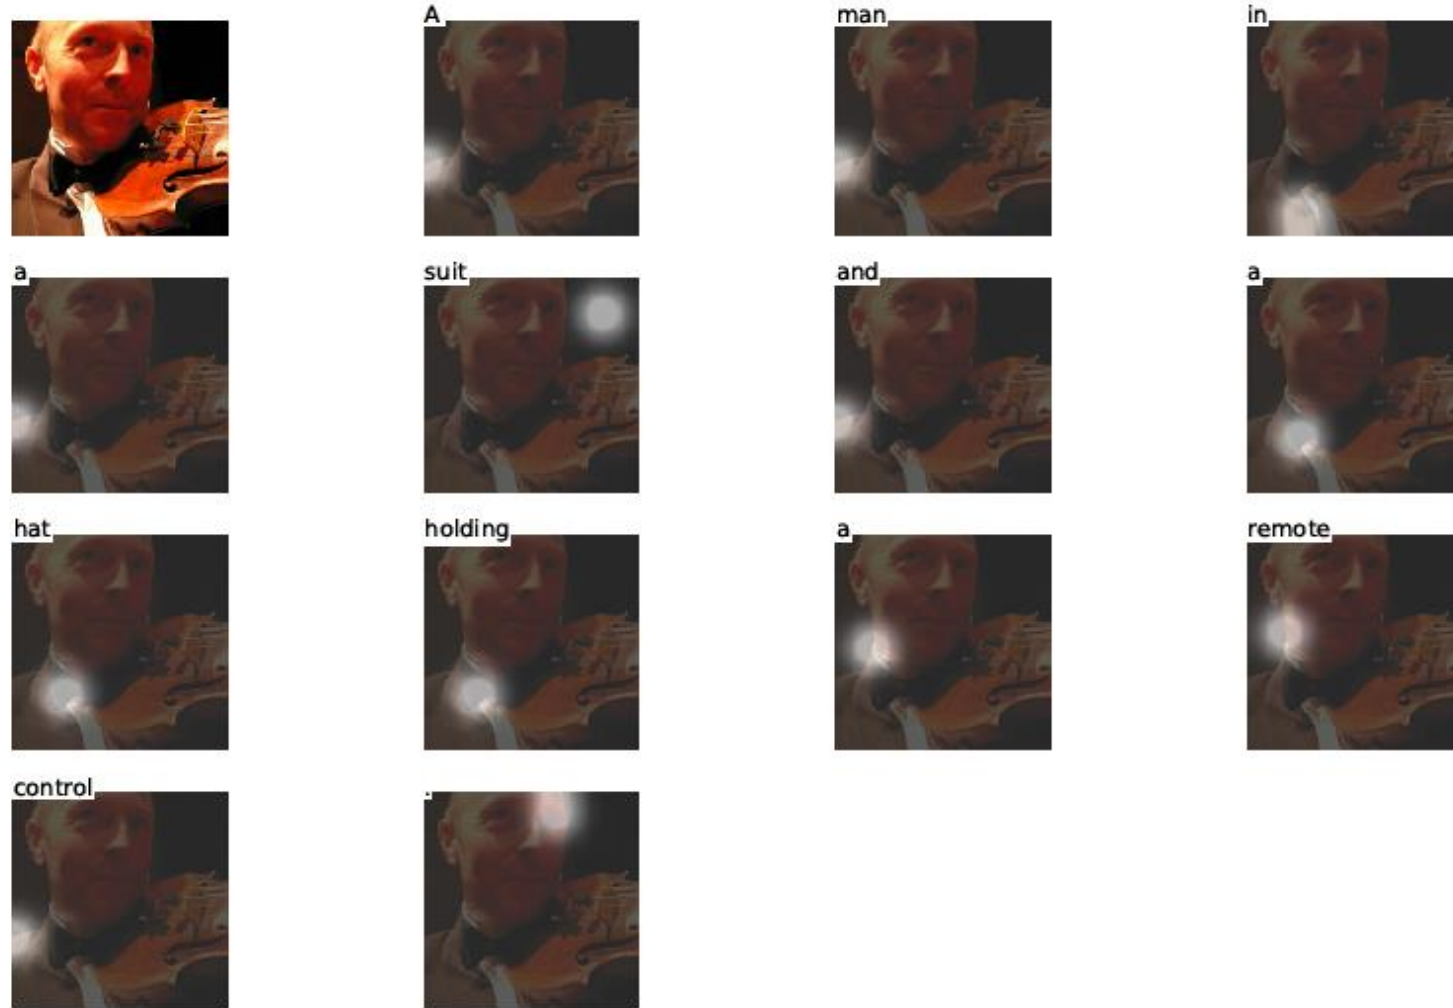 A man in
a suit and a
hat holding a remote
control .